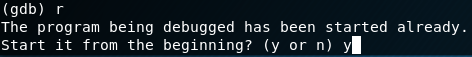 (gdb) r
The program being debugged has been started already.
Start it from the beginning? (y or n) y